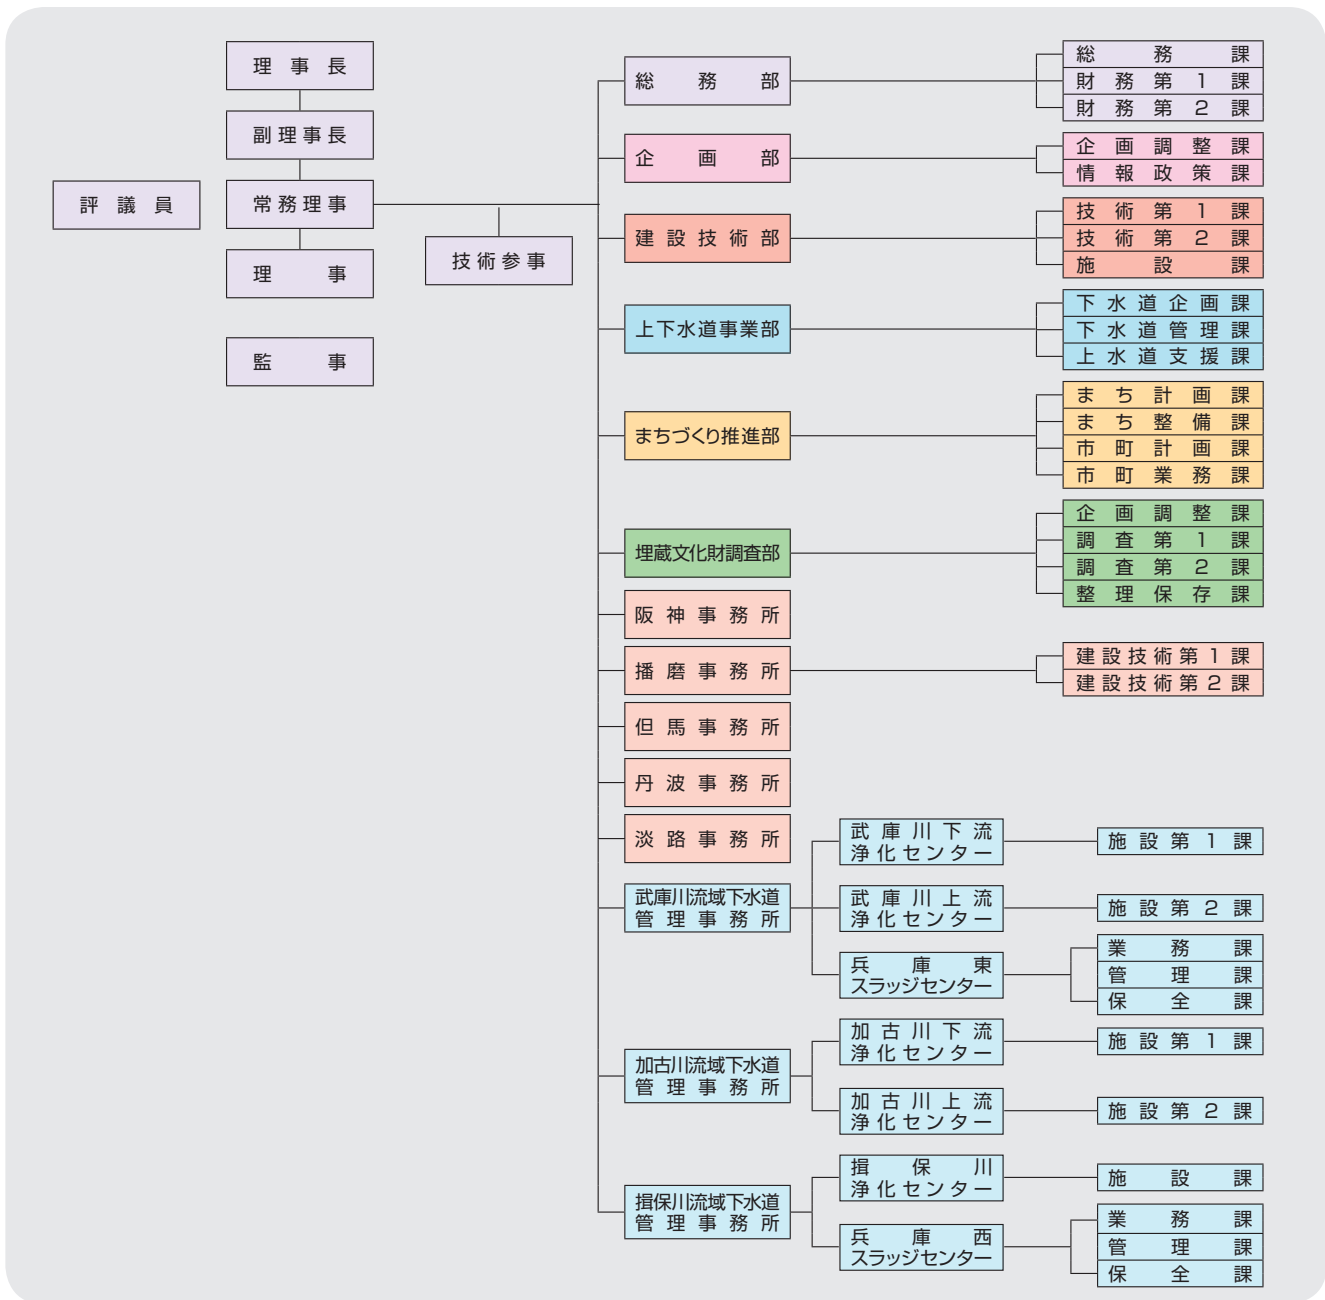 理事長
副理事長
評議員
常務理事
理事
監事
技術参事
総務部
総務課
財務第1課
財務第2課
企画部
企画調整課
情報政策課
建設技術部
技術第1課
技術第2課
施設課
上下水道事業部
下水道企画課
下水道管理課
上水道支援課
まちづくり推進部
まち計画課
まち整備課
市町計画課
市町業務課
埋蔵文化財調査部
企画調整課
調査第1課
調査第2課
整理保存課
阪神事務所
播磨事務所
建設技術第1課
建設技術第2課
但馬事務所
丹波事務所
淡路事務所
武庫川流域下水道
管理事務所
武庫川下流
浄化センター
施設第1課
武庫川上流
浄化センター
施設第2課
兵庫東
スラッジセンター
業務課
管理課
保全課
加古川流域下水道
管理事務所
加古川下流
浄化センター
施設第1課
加古川上流
浄化センター
施設第2課
揖保川流域下水道
管理事務所
揖保川
浄化センター
施設課
兵庫西
スラッジセンター
業務課
管理課
保全課